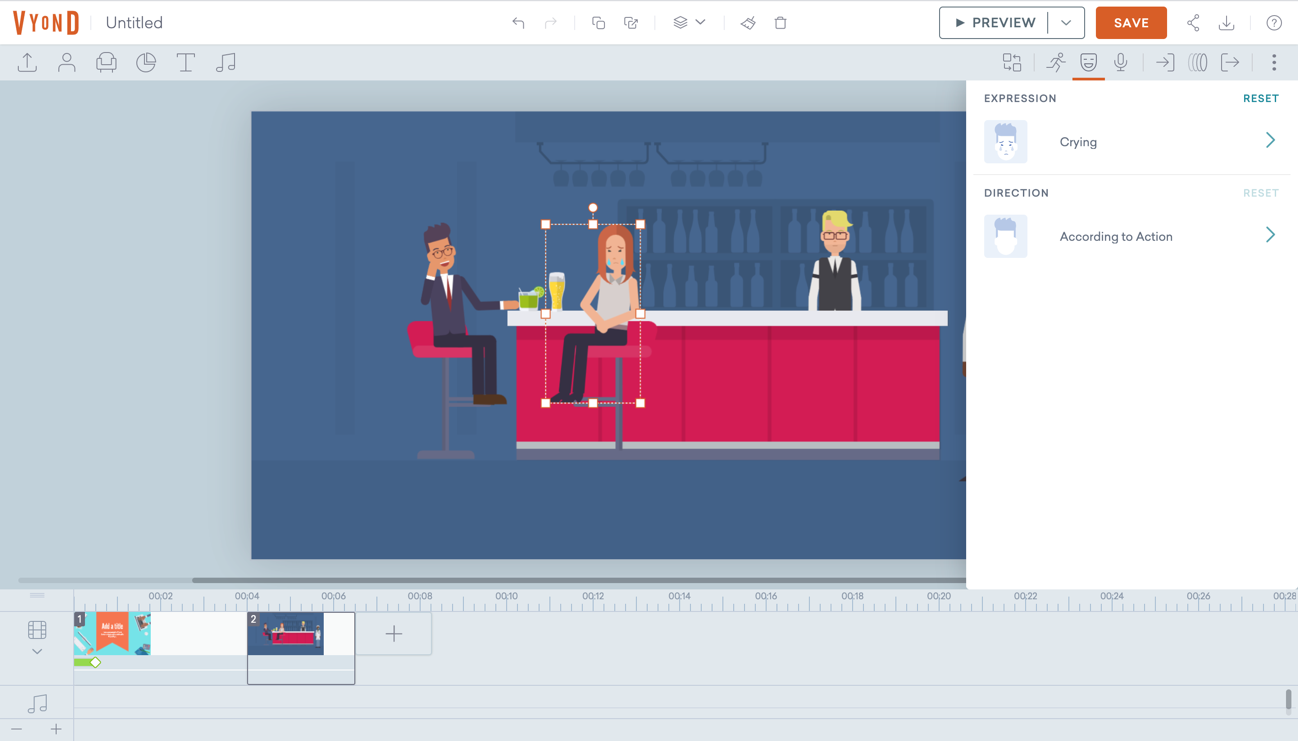 VYOND
Untitled
PREVIEW
SAVE
EXPRESSION RESET
Crying
DIRECTION RESET
According to Action
00:02 00:04 00:06 00:08 00:10 00:12 00:14 00:16 00:18 00:20 00:22 00:24 00:26 00:28
1
Add a title
2